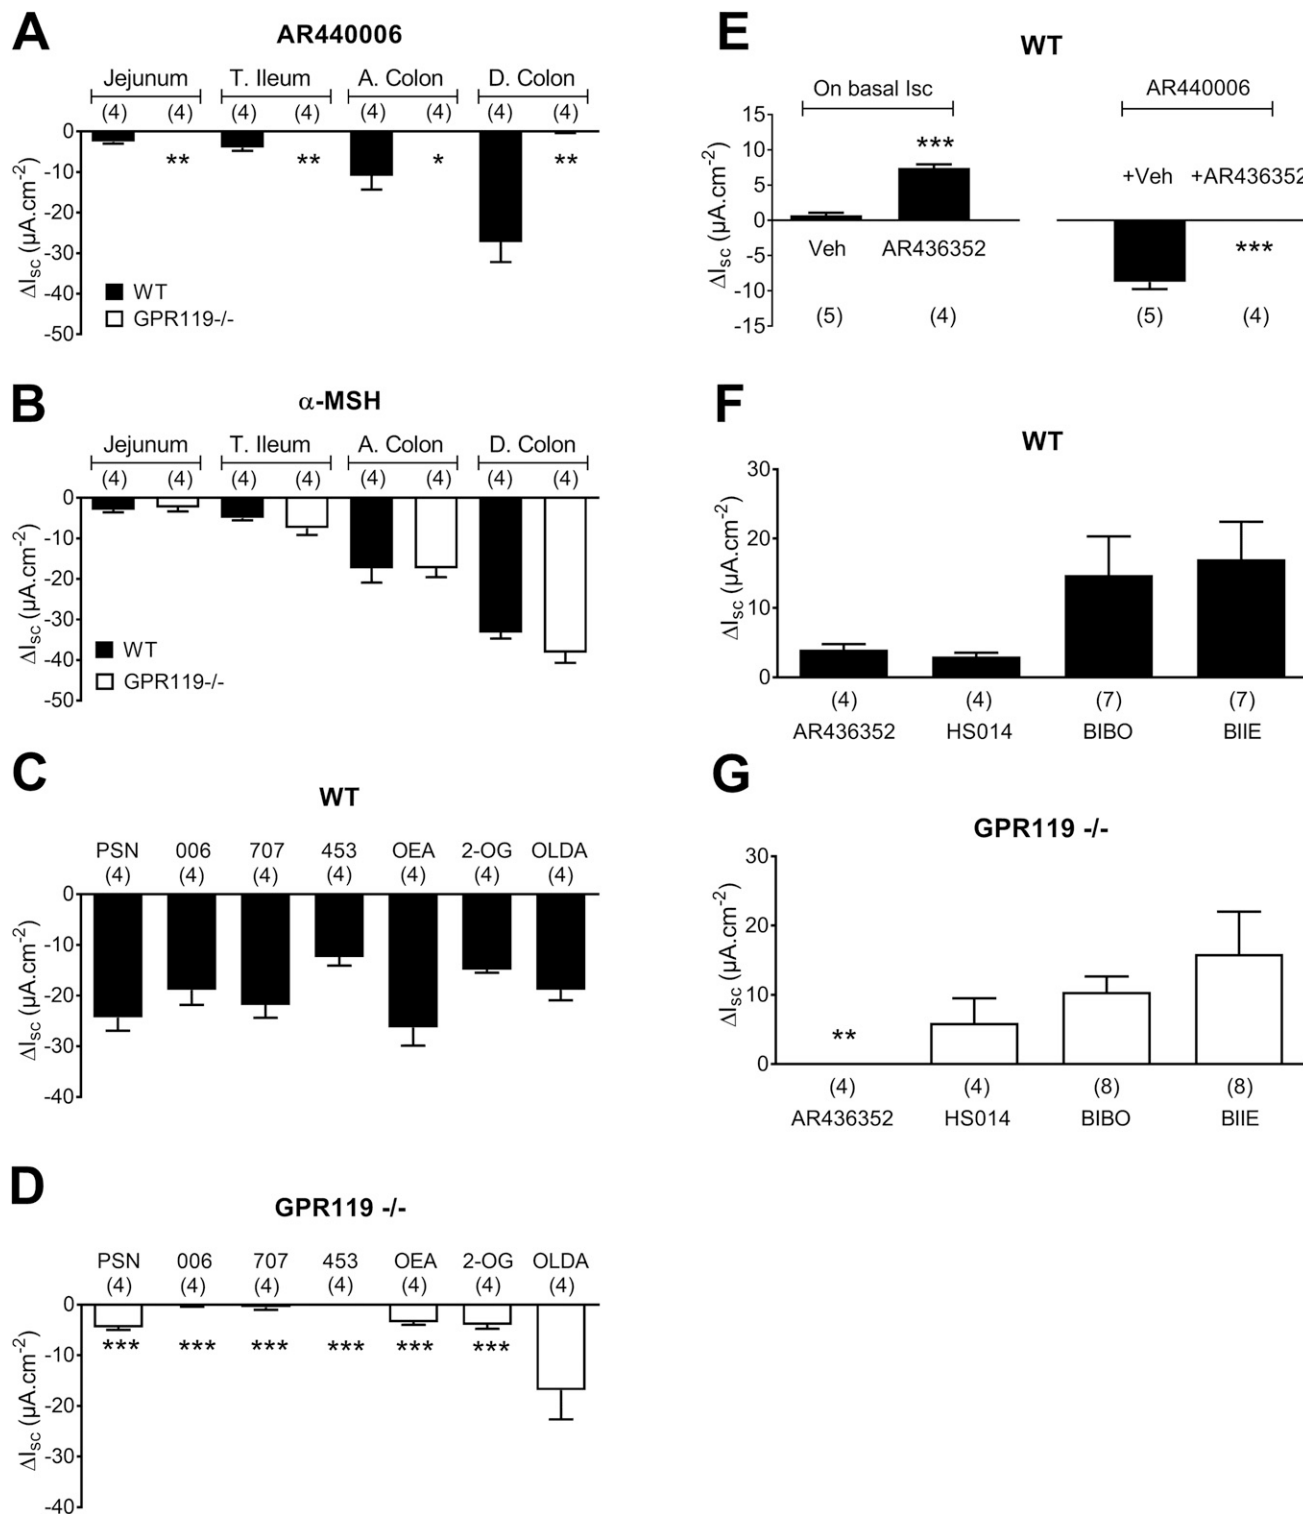 A
AR440006
Jejunum T. Ileum A. Colon D. Colon
(4) (4) (4) (4) (4) (4) (4) (4)
0
-10
-20
-30
-40
-50
ΔISC (µA.cm-2)
** ** * **
WT
GPR119-/-
B
α-MSH
Jejunum T. Ileum A. Colon D. Colon
(4) (4) (4) (4) (4) (4) (4) (4)
0
-10
-20
-30
-40
-50
ΔISC (µA.cm-2)
WT
GPR119-/-
C
WT
PSN 006 707 453 OEA 2-OG OLDA
(4) (4) (4) (4) (4) (4) (4)
0
-10
-20
-30
-40
ΔISC (µA.cm-2)
D
GPR119 -/-
PSN 006 707 453 OEA 2-OG OLDA
(4) (4) (4) (4) (4) (4) (4)
0
-10
-20
-30
-40
ΔISC (µA.cm-2)
*** *** *** *** *** ***
E
WT
On basal Isc AR440006
15
10
5
0
-5
-10
-15
ΔISC (µA.cm-2)
***
+Veh +AR436352
Veh AR436352 ***
(5) (4) (5) (4)
F
WT
30
20
10
0
ΔISC (µA.cm-2)
(4) (4) (7) (7)
AR436352 HS014 BIBO BIIE
G
GPR119 -/-
30
20
10
0
ΔISC (µA.cm-2)
**
(4) (4) (8) (8)
AR436352 HS014 BIBO BIIE